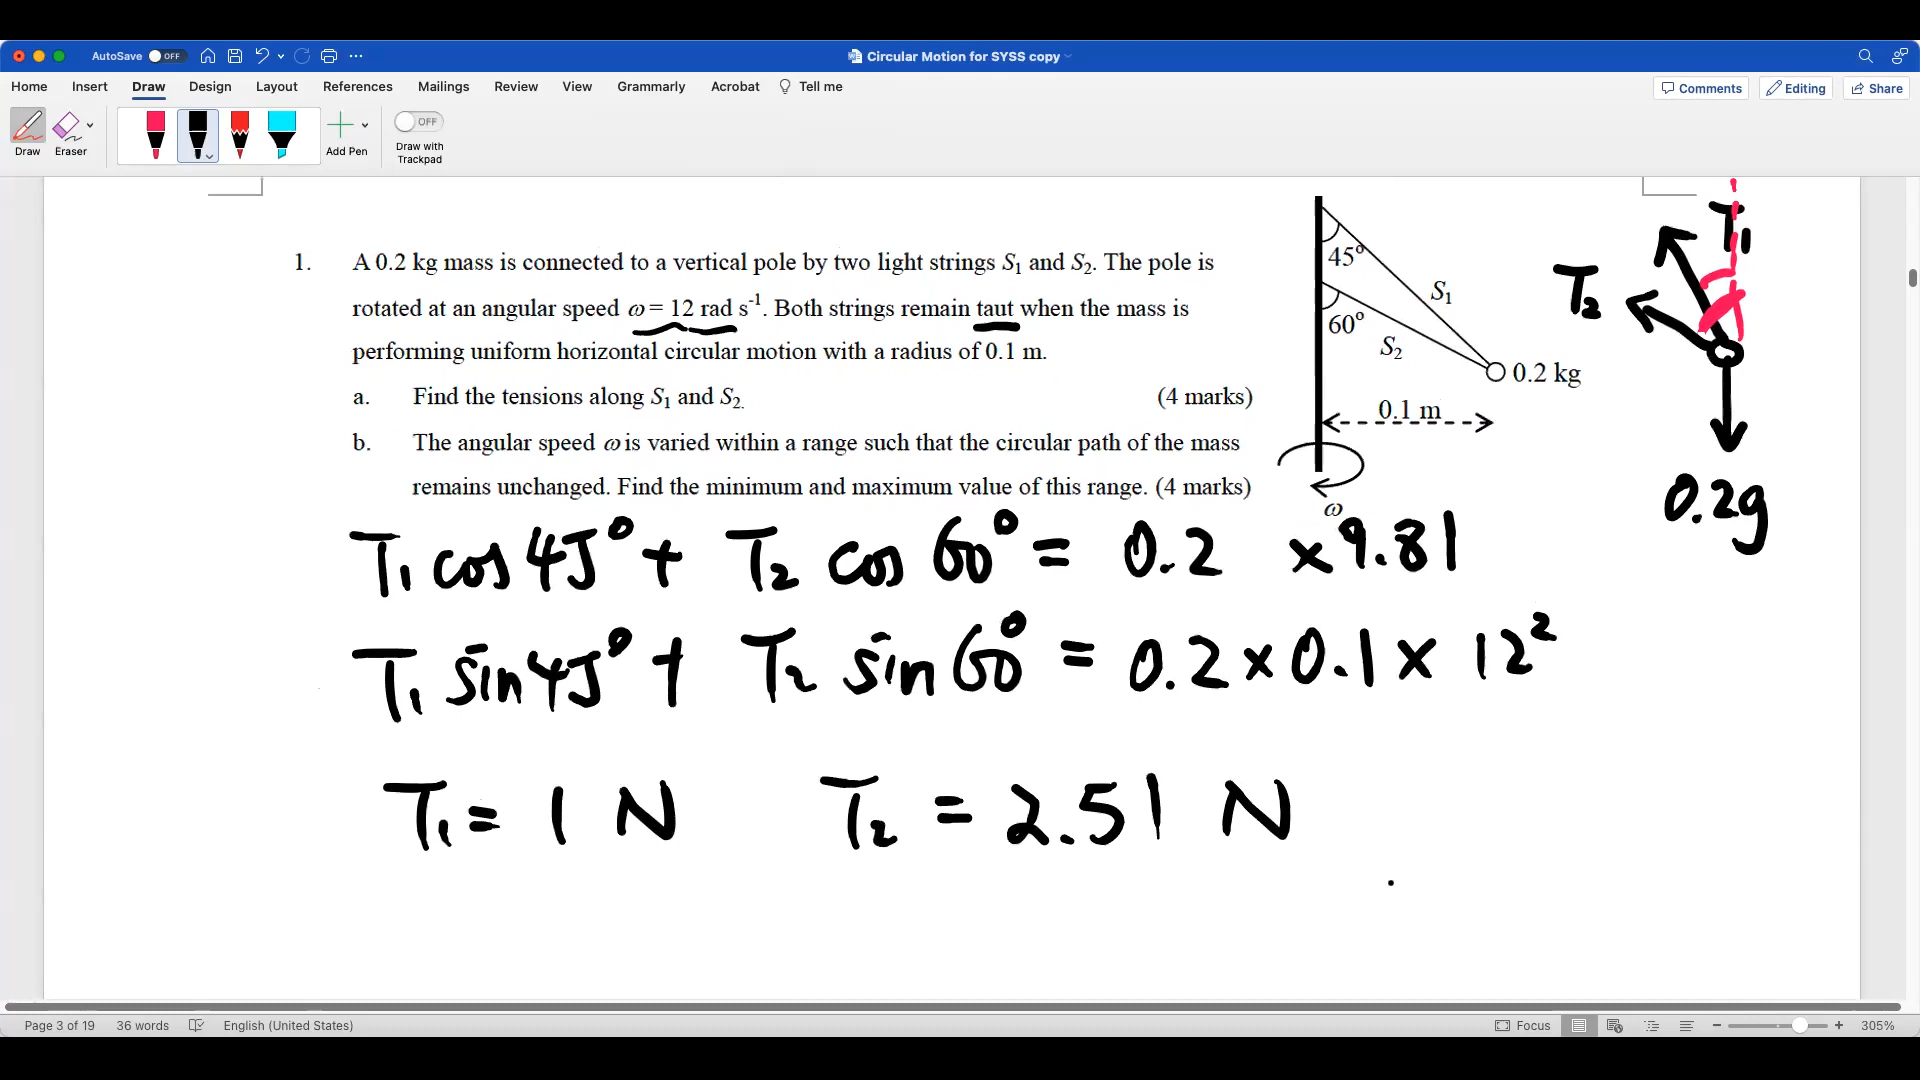 AutoSave OFF
Circular Motion for SYSS copy
Home Insert Draw Design Layout References Mailings Review View Grammarly Acrobat Tell me
Comments Editing Share
Draw Eraser Add Pen OFF Draw with Trackpad
1. A 0.2 kg mass is connected to a vertical pole by two light strings S₁ and S₂. The pole is
rotated at an angular speed ω = 12 rad s⁻¹. Both strings remain taut when the mass is
performing uniform horizontal circular motion with a radius of 0.1 m.
a. Find the tensions along S₁ and S₂. (4 marks)
b. The angular speed ω is varied within a range such that the circular path of the mass
remains unchanged. Find the minimum and maximum value of this range. (4 marks)
45°
S₁
60°
S₂
0.2 kg
0.1 m
ω
T₁
T₂
0.2g
T₁ cos 45° + T₂ cos 60° = 0.2 × 9.81
T₁ sin 45° + T₂ sin 60° = 0.2 × 0.1 × 12²
T₁ = 1 N T₂ = 2.51 N
Page 3 of 19 36 words English (United States) Focus 305%